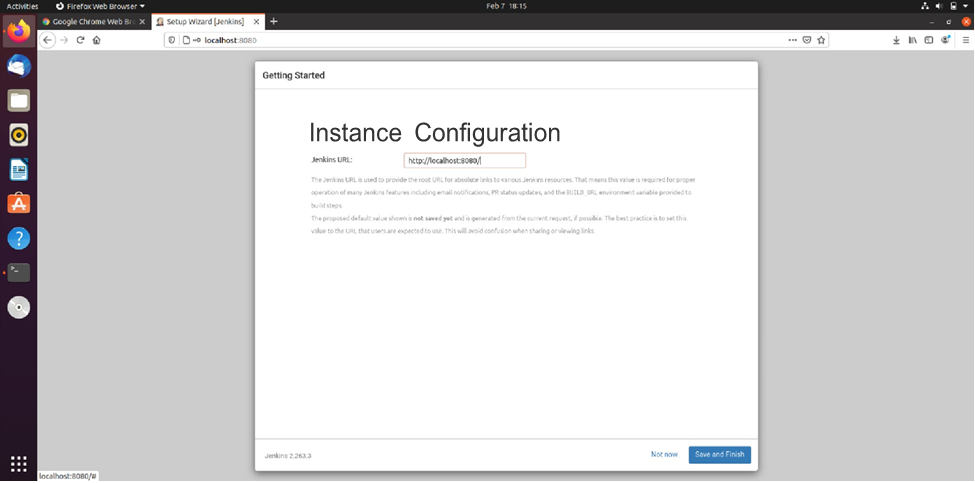 Activities Firefox Web Browser Feb 7 18:15
Google Chrome Web Br Setup Wizard [Jenkins]
localhost:8080
Getting Started
Instance Configuration
Jenkins URL: http://localhost:8080/
The Jenkins URL is used to provide the root URL for absolute links to various Jenkins resources. That means this value is required for proper
operation of many Jenkins features including email notifications, PR status updates, and the BUILD_URL environment variable provided to
build steps.
The proposed default value shown is not saved yet and is generated from the current request, if possible. The best practice is to set this
value to the URL that users are expected to use. This will avoid confusion when sharing or viewing links.
Jenkins 2.263.3 Not now Save and Finish
localhost:8080/#